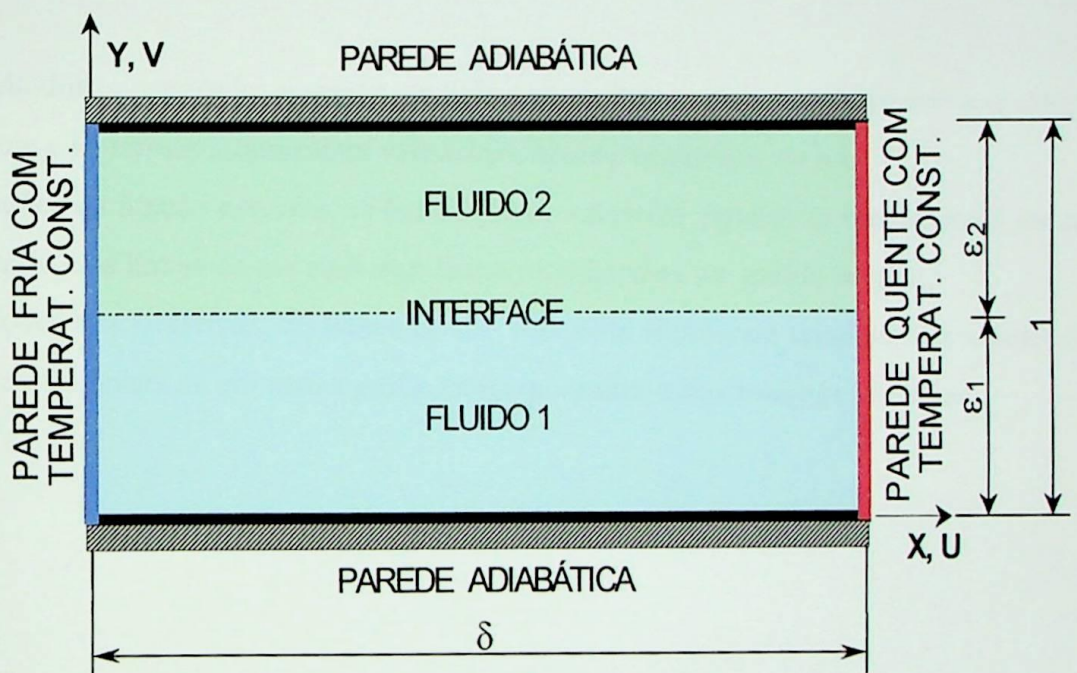 Y, V
PAREDE ADIABÁTICA
PAREDE FRIA COM
TEMPERAT. CONST.
FLUIDO 2
INTERFACE
FLUIDO 1
PAREDE QUENTE COM
TEMPERAT. CONST.
ε2
ε1
1
X, U
PAREDE ADIABÁTICA
δ